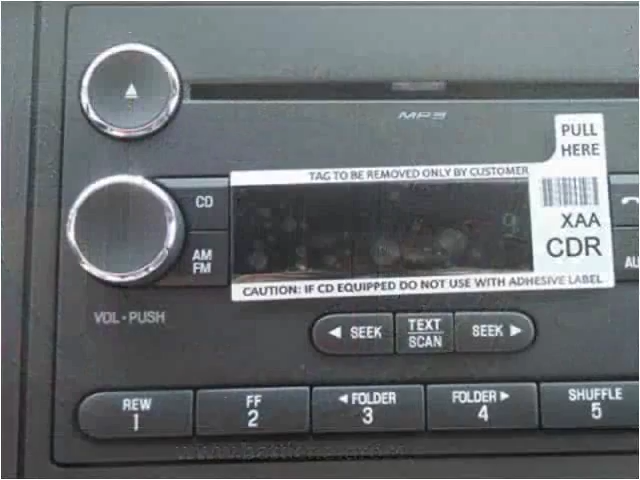 MP3
PULL
HERE
TAG TO BE REMOVED ONLY BY CUSTOMER
CD
XAA
CDR
AM
FM
AU
CAUTION: IF CD EQUIPPED DO NOT USE WITH ADHESIVE LABEL
VOL • PUSH
◄ SEEK
TEXT
SCAN
SEEK ►
REW
1
FF
2
◄ FOLDER
3
FOLDER ►
4
SHUFFLE
5